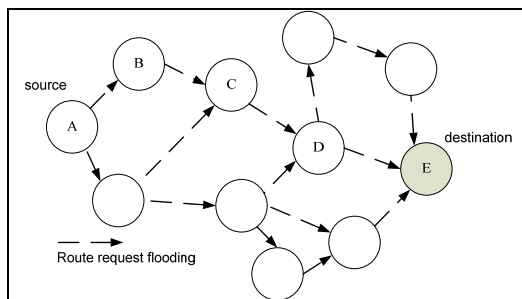 source
B
C
A
D
destination
E
Route request flooding